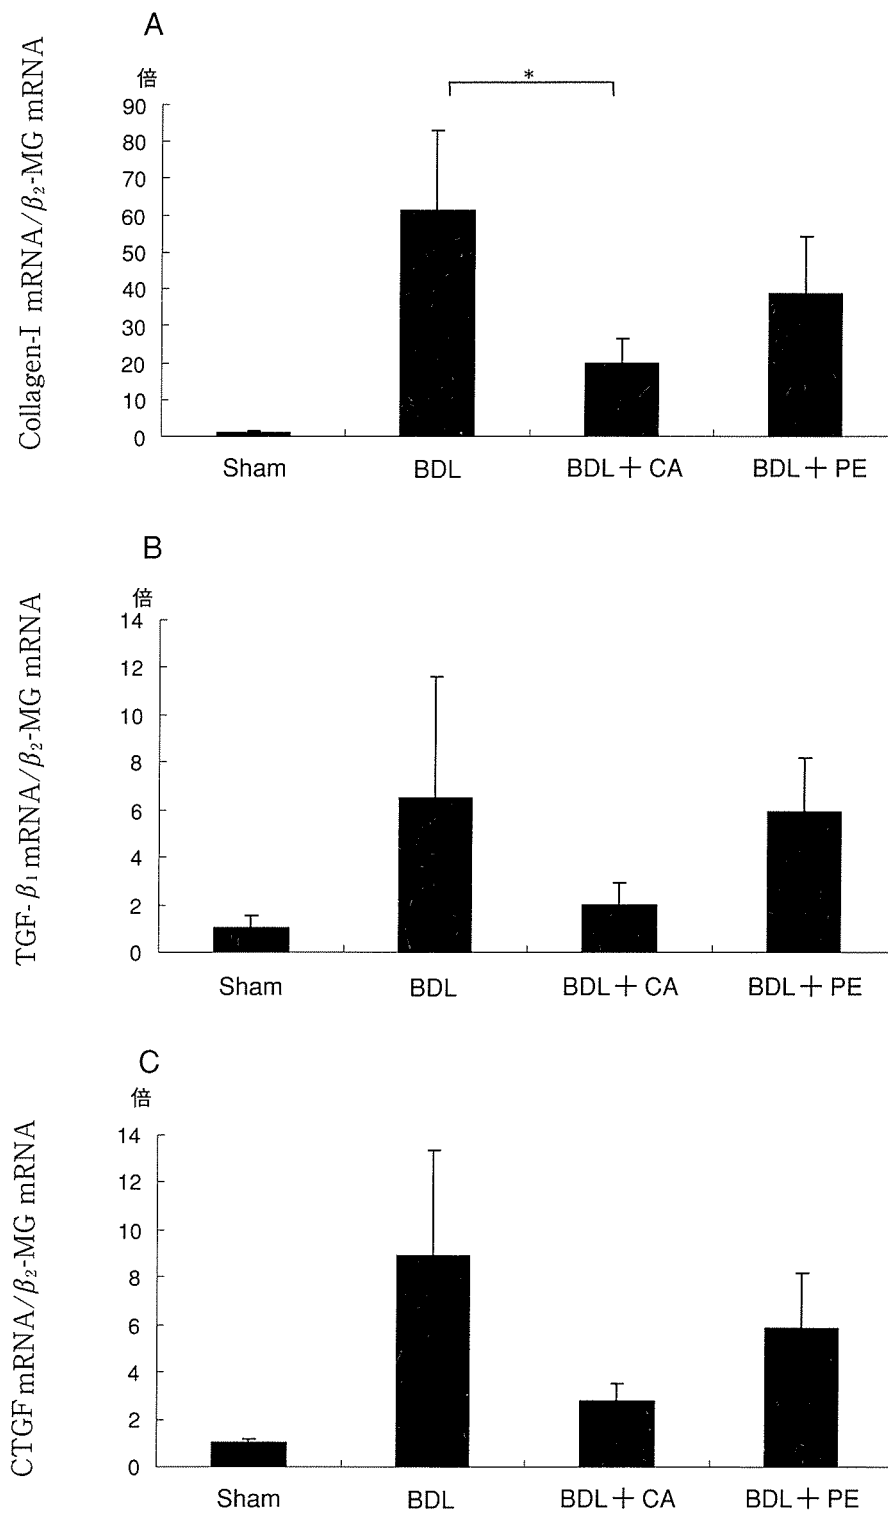 A
倍
Collagen-I mRNA/β₂-MG mRNA
90
80
70
60
50
40
30
20
10
0
*
Sham BDL BDL+CA BDL+PE
B
倍
TGF-β₁ mRNA/β₂-MG mRNA
14
12
10
8
6
4
2
0
Sham BDL BDL+CA BDL+PE
C
倍
CTGF mRNA/β₂-MG mRNA
14
12
10
8
6
4
2
0
Sham BDL BDL+CA BDL+PE